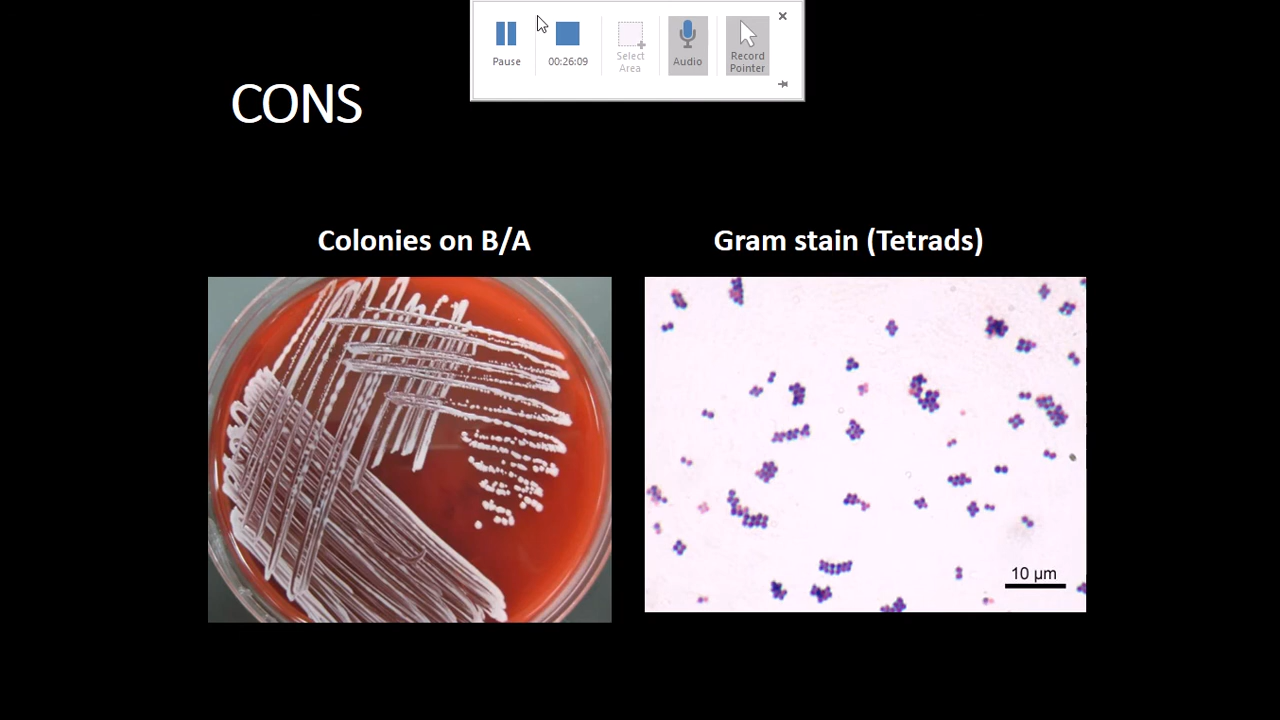 Pause
00:26:09
Select
Area
Audio
Record
Pointer
CONS
Colonies on B/A
Gram stain (Tetrads)
10 µm